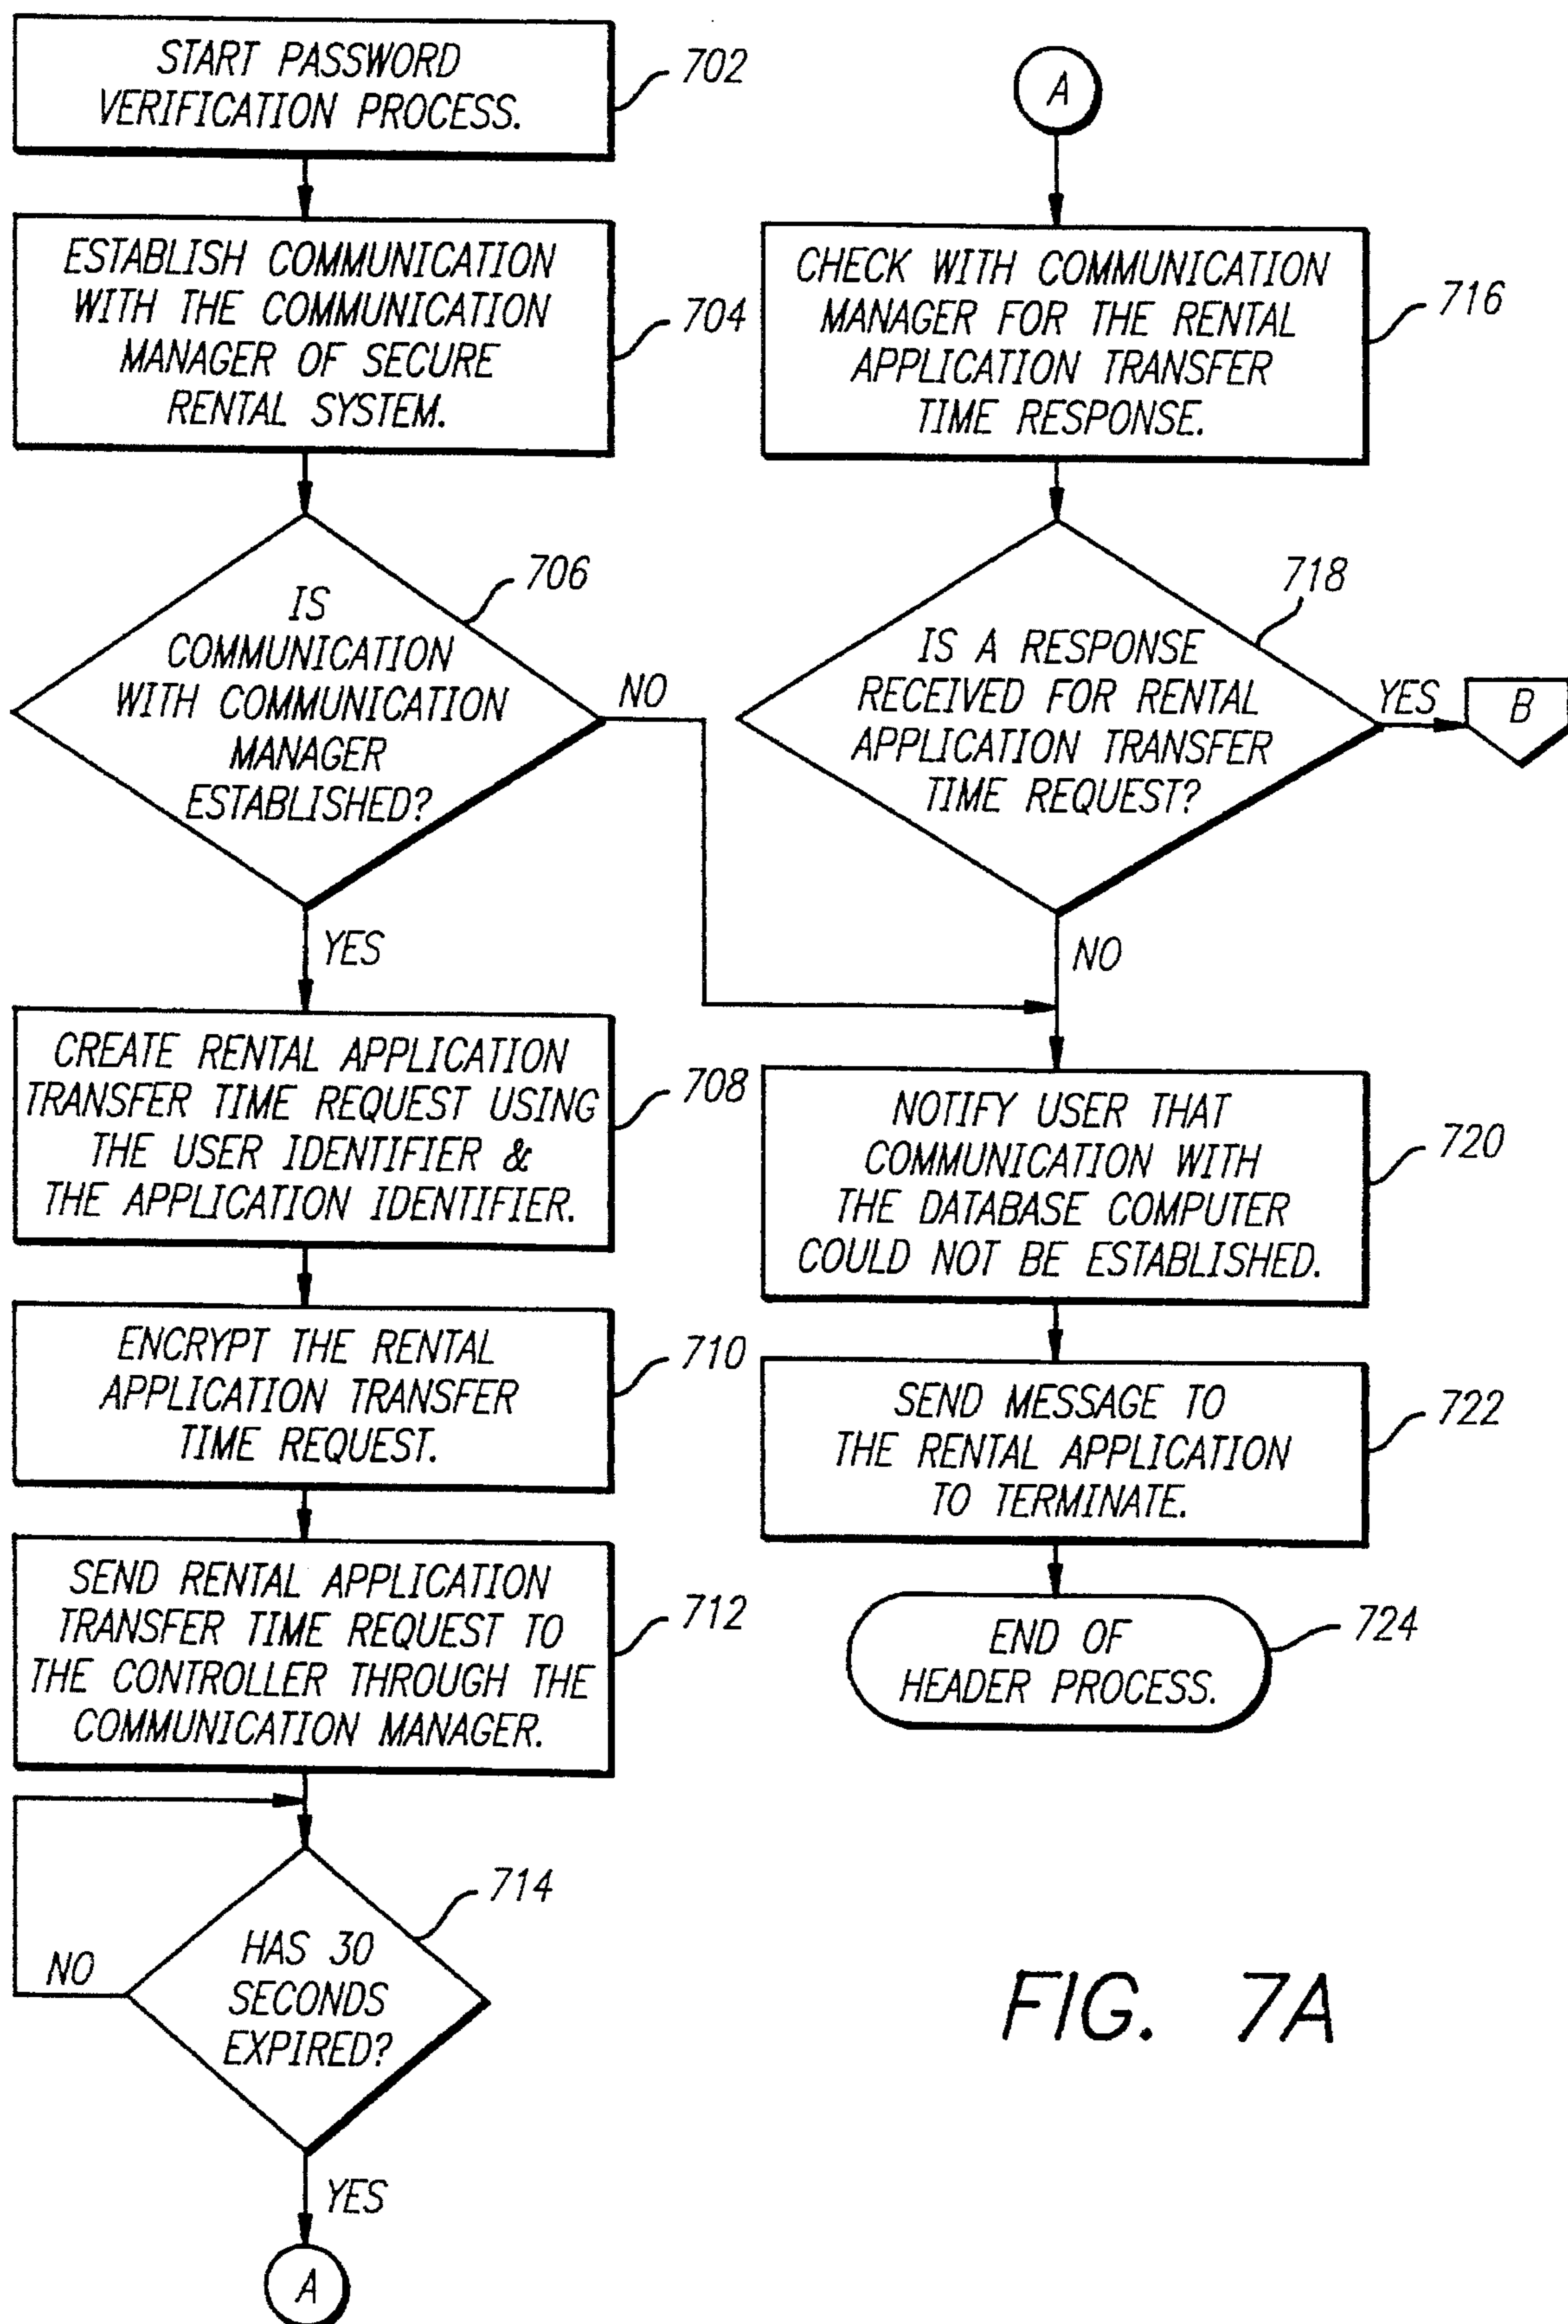 START PASSWORD
VERIFICATION PROCESS.
702
ESTABLISH COMMUNICATION
WITH THE COMMUNICATION
MANAGER OF SECURE
RENTAL SYSTEM.
704
IS
COMMUNICATION
WITH COMMUNICATION
MANAGER
ESTABLISHED?
706
NO
YES
CREATE RENTAL APPLICATION
TRANSFER TIME REQUEST USING
THE USER IDENTIFIER &
THE APPLICATION IDENTIFIER.
708
ENCRYPT THE RENTAL
APPLICATION TRANSFER
TIME REQUEST.
710
SEND RENTAL APPLICATION
TRANSFER TIME REQUEST TO
THE CONTROLLER THROUGH THE
COMMUNICATION MANAGER.
712
HAS 30
SECONDS
EXPIRED?
714
NO
YES
A
A
CHECK WITH COMMUNICATION
MANAGER FOR THE RENTAL
APPLICATION TRANSFER
TIME RESPONSE.
716
IS A RESPONSE
RECEIVED FOR RENTAL
APPLICATION TRANSFER
TIME REQUEST?
718
YES
B
NO
NOTIFY USER THAT
COMMUNICATION WITH
THE DATABASE COMPUTER
COULD NOT BE ESTABLISHED.
720
SEND MESSAGE TO
THE RENTAL APPLICATION
TO TERMINATE.
722
END OF
HEADER PROCESS.
724
FIG. 7A